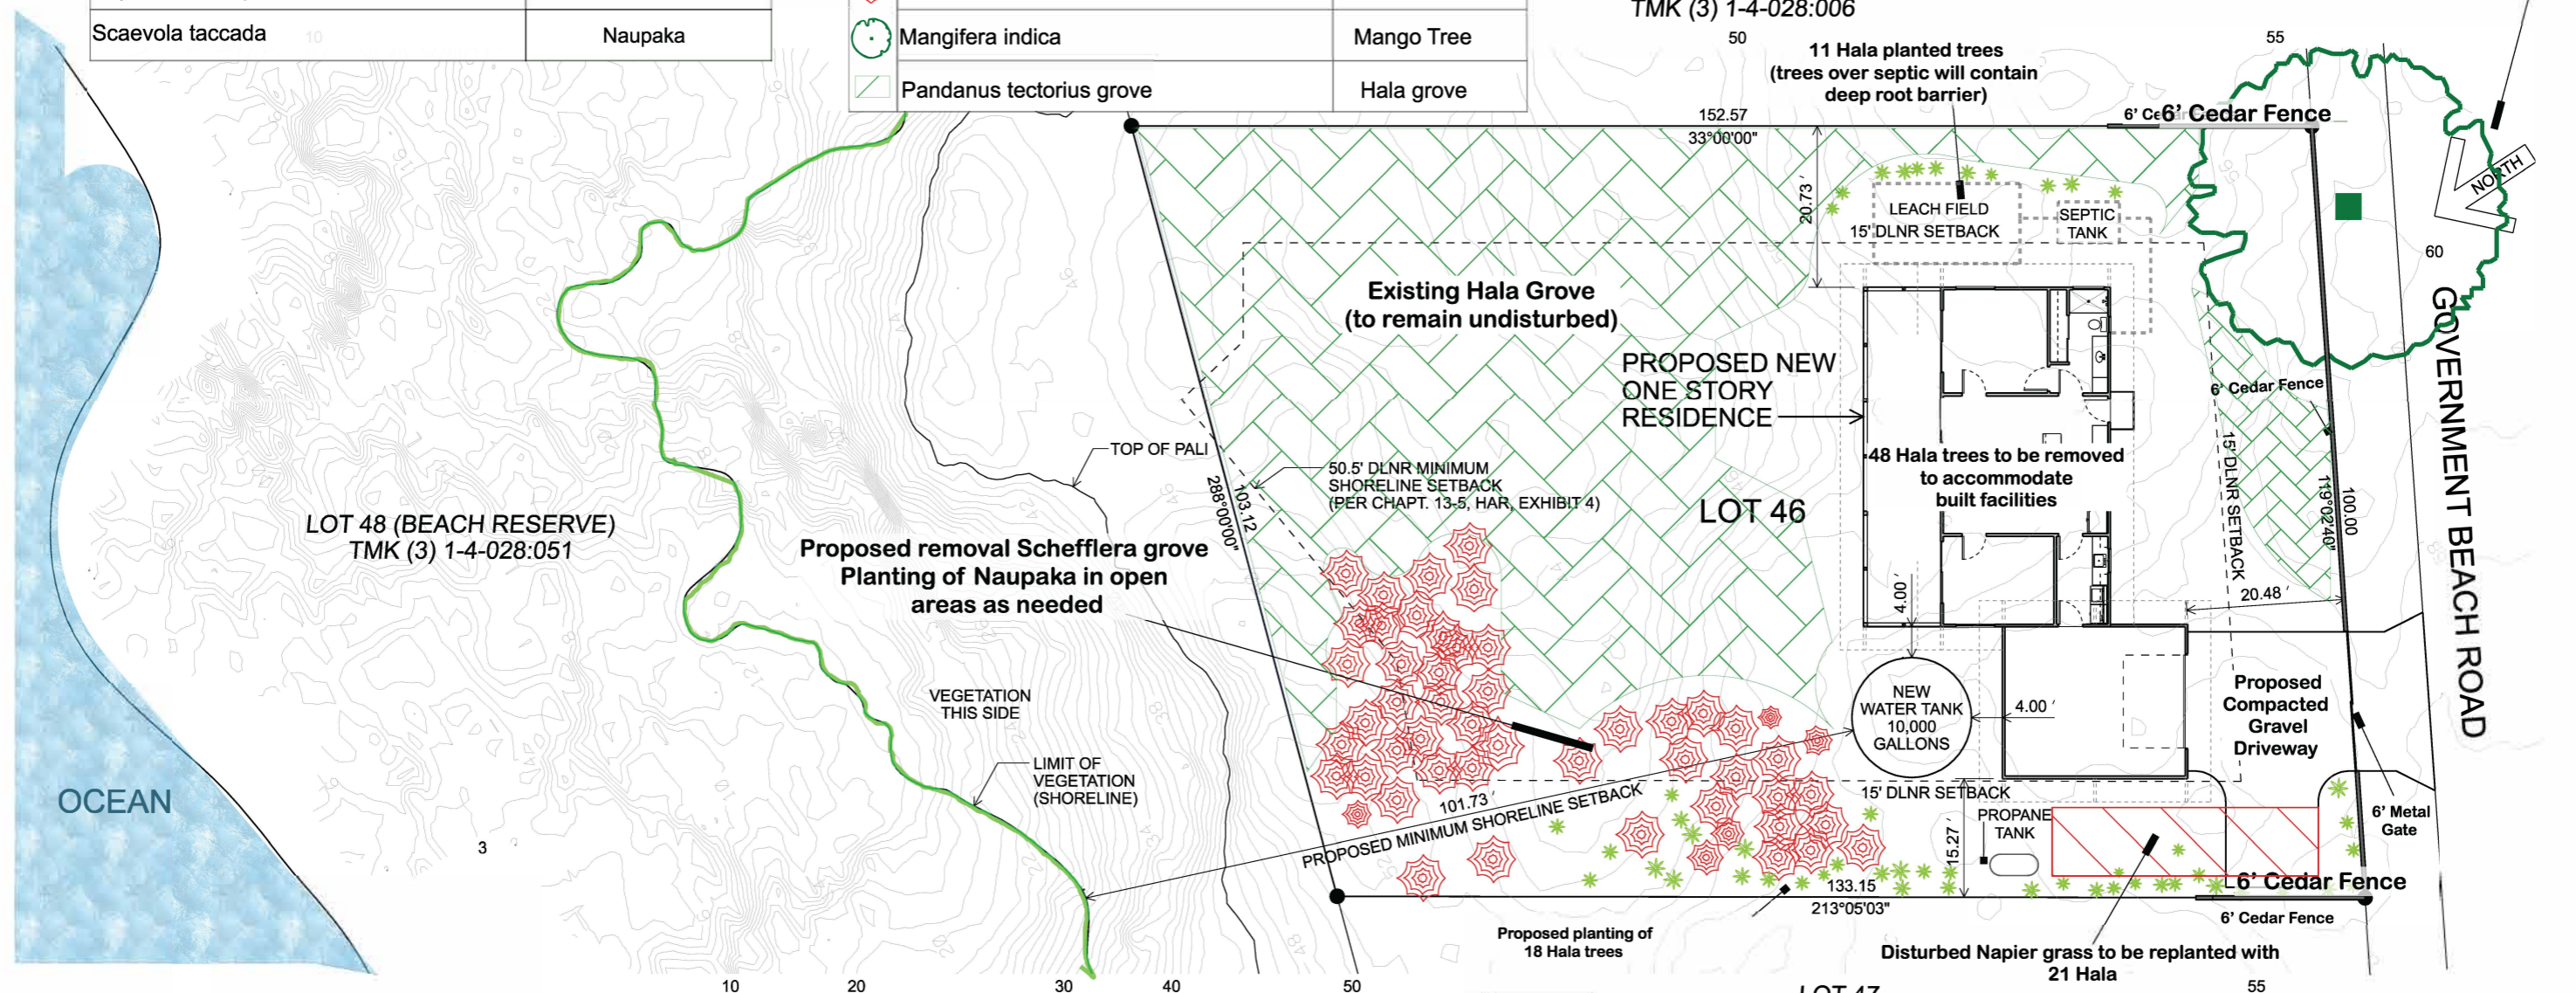 Scaevola taccada
Naupaka
10
Mangifera indica
Mango Tree
Pandanus tectorius grove
Hala grove
TMK (3) 1-4-028:006
50
55
11 Hala planted trees
(trees over septic will contain
deep root barrier)
152.57
33°00'00"
6' Ce
6’ Cedar Fence
NORTH
60
20.73 '
LEACH FIELD
15' DLNR SETBACK
SEPTIC
TANK
Existing Hala Grove
(to remain undisturbed)
PROPOSED NEW
ONE STORY
RESIDENCE
6’ Cedar Fence
GOVERNMENT BEACH ROAD
TOP OF PALI
50.5' DLNR MINIMUM
SHORELINE SETBACK
(PER CHAPT. 13-5, HAR, EXHIBIT 4)
103.12
288°00'00"
48 Hala trees to be removed
to accommodate
built facilities
15' DLNR SETBACK
100.00
119°02'40"
LOT 46
LOT 48 (BEACH RESERVE)
TMK (3) 1-4-028:051
Proposed removal Schefflera grove
Planting of Naupaka in open
areas as needed
4.00 '
20.48 '
VEGETATION
THIS SIDE
NEW
WATER TANK
10,000
GALLONS
4.00 '
Proposed
Compacted
Gravel
Driveway
LIMIT OF
VEGETATION
(SHORELINE)
OCEAN
101.73 '
PROPOSED MINIMUM SHORELINE SETBACK
15' DLNR SETBACK
15.27 '
PROPANE
TANK
6’ Metal
Gate
3
133.15
213°05'03"
6’ Cedar Fence
6’ Cedar Fence
Proposed planting of
18 Hala trees
Disturbed Napier grass to be replanted with
21 Hala
10
20
30
40
50
LOT 47
55